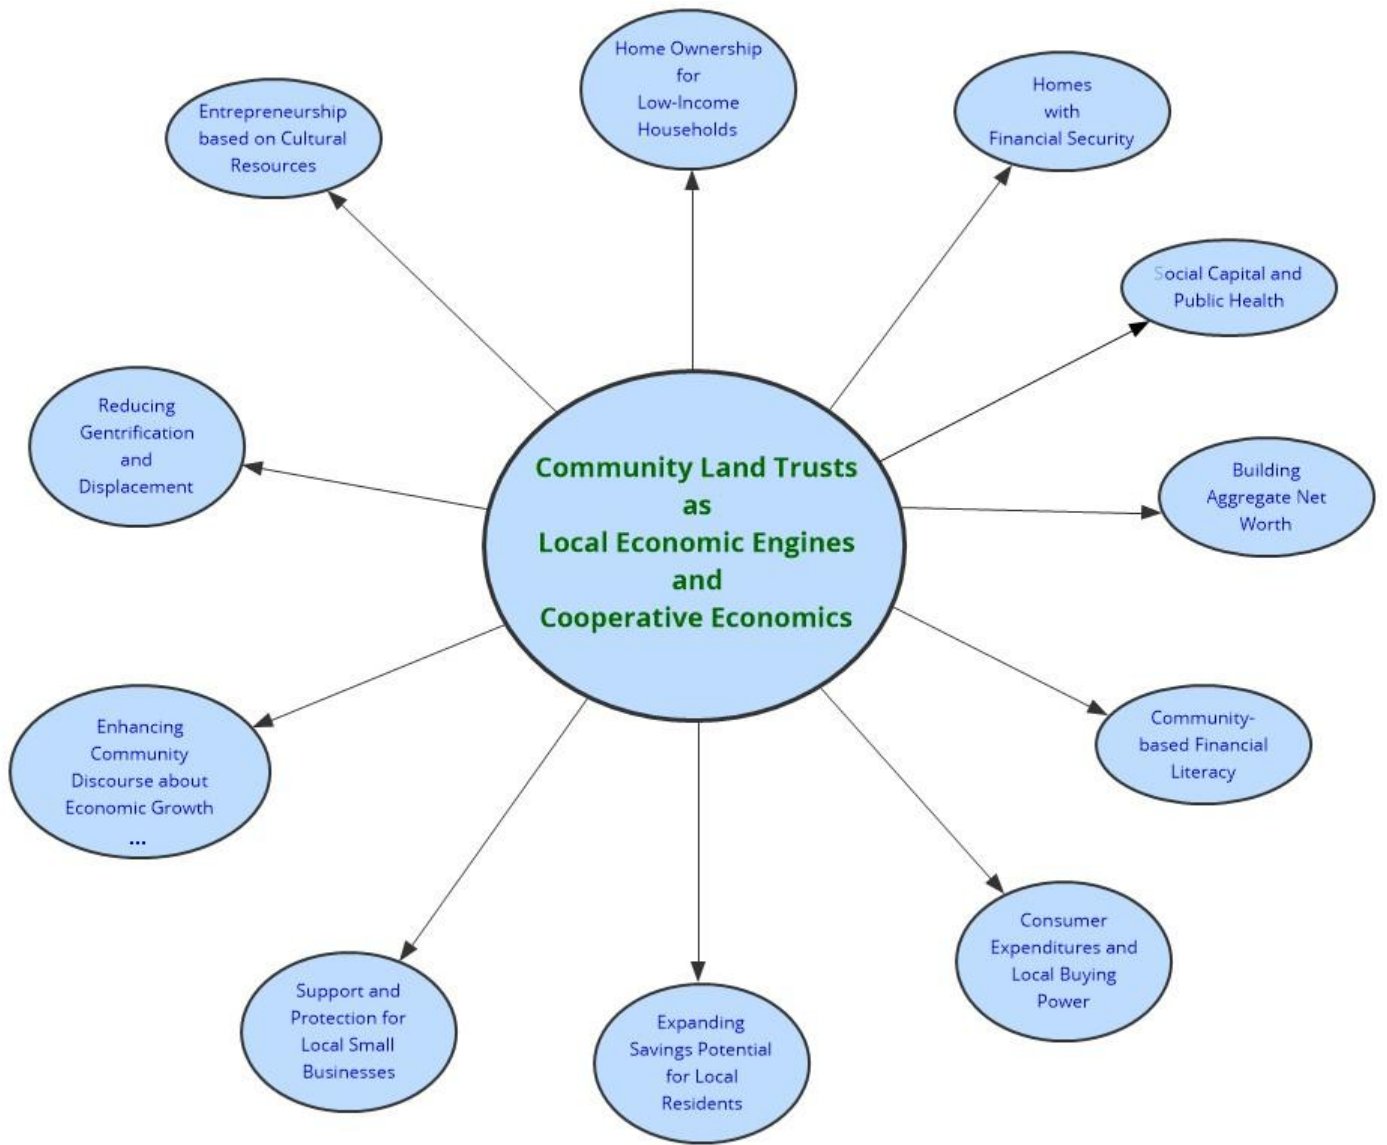 Home Ownership
for
Low-Income
Households
Homes
with
Financial Security
Entrepreneurship
based on Cultural
Resources
Social Capital and
Public Health
Reducing
Gentrification
and
Displacement
Community Land Trusts
as
Local Economic Engines
and
Cooperative Economics
Building
Aggregate Net
Worth
Enhancing
Community
Discourse about
Economic Growth
...
Community-
based Financial
Literacy
Consumer
Expenditures and
Local Buying
Power
Support and
Protection for
Local Small
Businesses
Expanding
Savings Potential
for Local
Residents